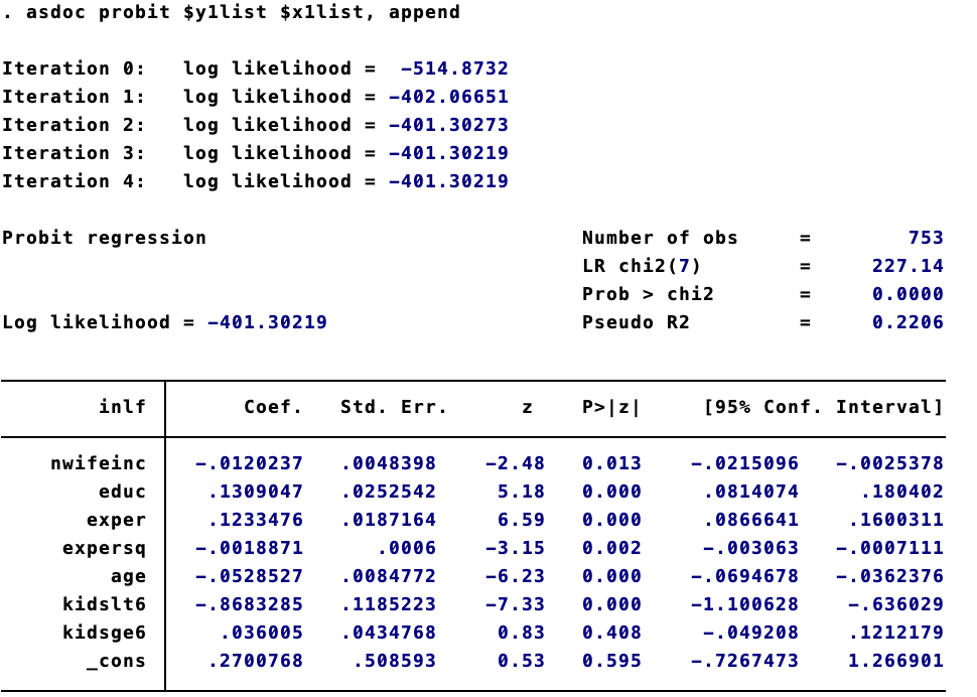 . asdoc probit $y1list $x1list, append
Iteration 0:   log likelihood =  -514.8732
Iteration 1:   log likelihood = -402.06651
Iteration 2:   log likelihood = -401.30273
Iteration 3:   log likelihood = -401.30219
Iteration 4:   log likelihood = -401.30219
Probit regression                               Number of obs     =        753
LR chi2(7)        =     227.14
Prob > chi2       =     0.0000
Log likelihood = -401.30219                     Pseudo R2         =     0.2206
inlf |      Coef.   Std. Err.      z    P>|z|     [95% Conf. Interval]
nwifeinc |  -.0120237   .0048398    -2.48   0.013    -.0215096   -.0025378
educ |   .1309047   .0252542     5.18   0.000     .0814074     .180402
exper |   .1233476   .0187164     6.59   0.000     .0866641    .1600311
expersq |  -.0018871      .0006    -3.15   0.002     -.003063   -.0007111
age |  -.0528527   .0084772    -6.23   0.000    -.0694678   -.0362376
kidslt6 |  -.8683285   .1185223    -7.33   0.000    -1.100628    -.636029
kidsge6 |    .036005   .0434768     0.83   0.408     -.049208    .1212179
_cons |   .2700768    .508593     0.53   0.595    -.7267473    1.266901